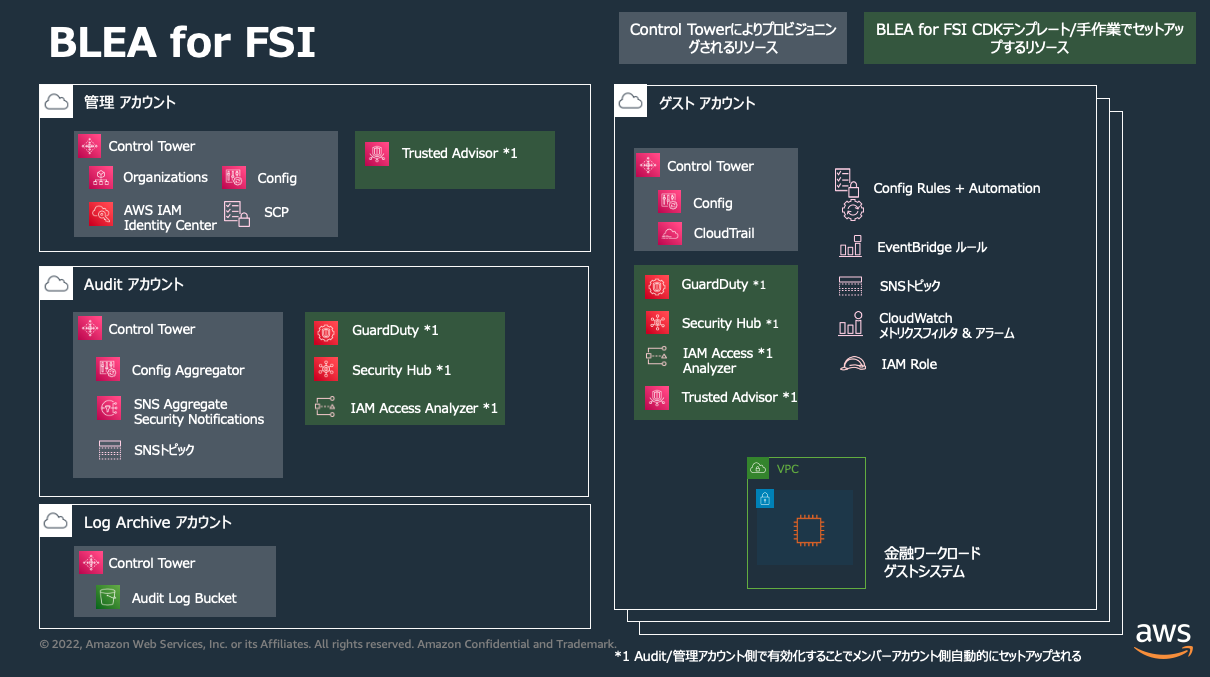 BLEA for FSI
Control Towerによりプロビジョニン
グされるリソース
BLEA for FSI CDKテンプレート/手作業でセットアッ
プするリソース
管理 アカウント
Control Tower
Organizations
Config
AWS IAM
Identity Center
SCP
Trusted Advisor *1
Audit アカウント
Control Tower
Config Aggregator
SNS Aggregate
Security Notifications
SNSトピック
GuardDuty *1
Security Hub *1
IAM Access Analyzer *1
Log Archive アカウント
Control Tower
Audit Log Bucket
ゲスト アカウント
Control Tower
Config
CloudTrail
GuardDuty *1
Security Hub *1
IAM Access *1
Analyzer
Trusted Advisor *1
Config Rules + Automation
EventBridge ルール
SNSトピック
CloudWatch
メトリクスフィルタ & アラーム
IAM Role
VPC
金融ワークロード
ゲストシステム
© 2022, Amazon Web Services, Inc. or its Affiliates. All rights reserved. Amazon Confidential and Trademark.
*1 Audit/管理アカウント側で有効化することでメンバーアカウント側自動的にセットアップされる
aws